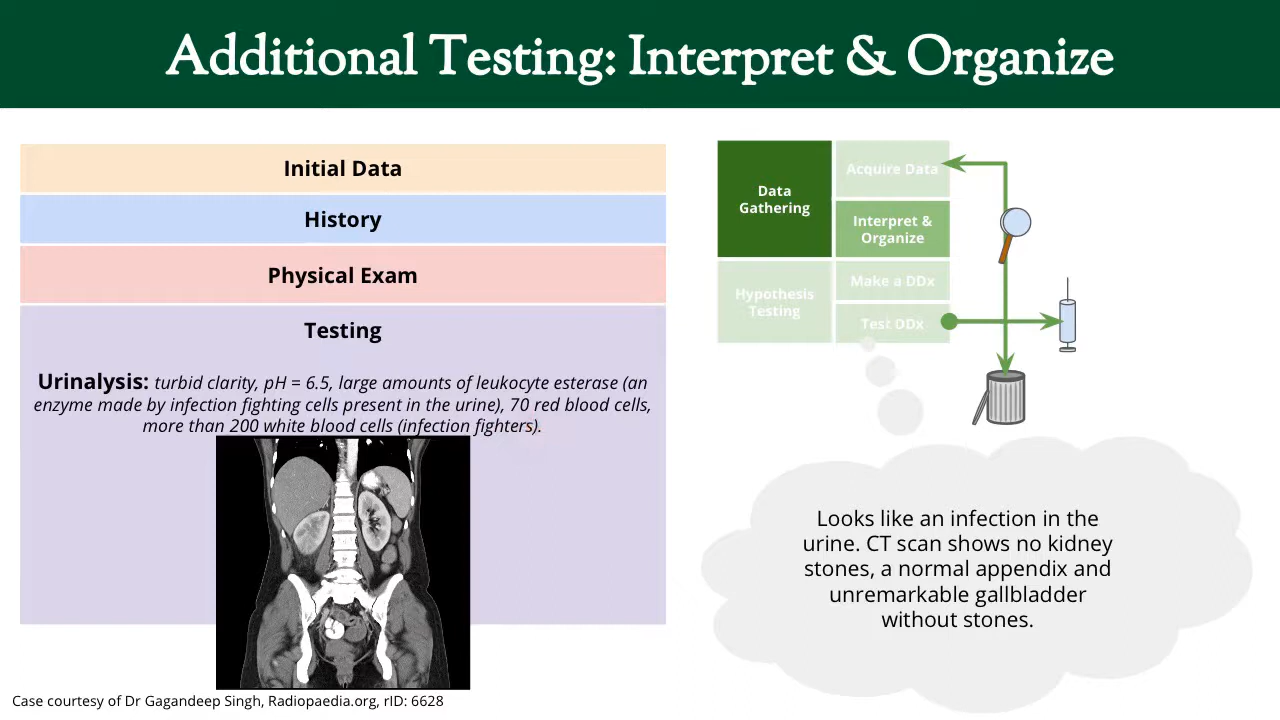 Additional Testing: Interpret & Organize
Initial Data
History
Physical Exam
Testing
Urinalysis: turbid clarity, pH = 6.5, large amounts of leukocyte esterase (an
enzyme made by infection fighting cells present in the urine), 70 red blood cells,
more than 200 white blood cells (infection fighters).
Case courtesy of Dr Gagandeep Singh, Radiopaedia.org, rID: 6628
Data
Gathering
Acquire Data
Interpret &
Organize
Hypothesis
Testing
Make a DDx
Test DDx
Looks like an infection in the
urine. CT scan shows no kidney
stones, a normal appendix and
unremarkable gallbladder
without stones.